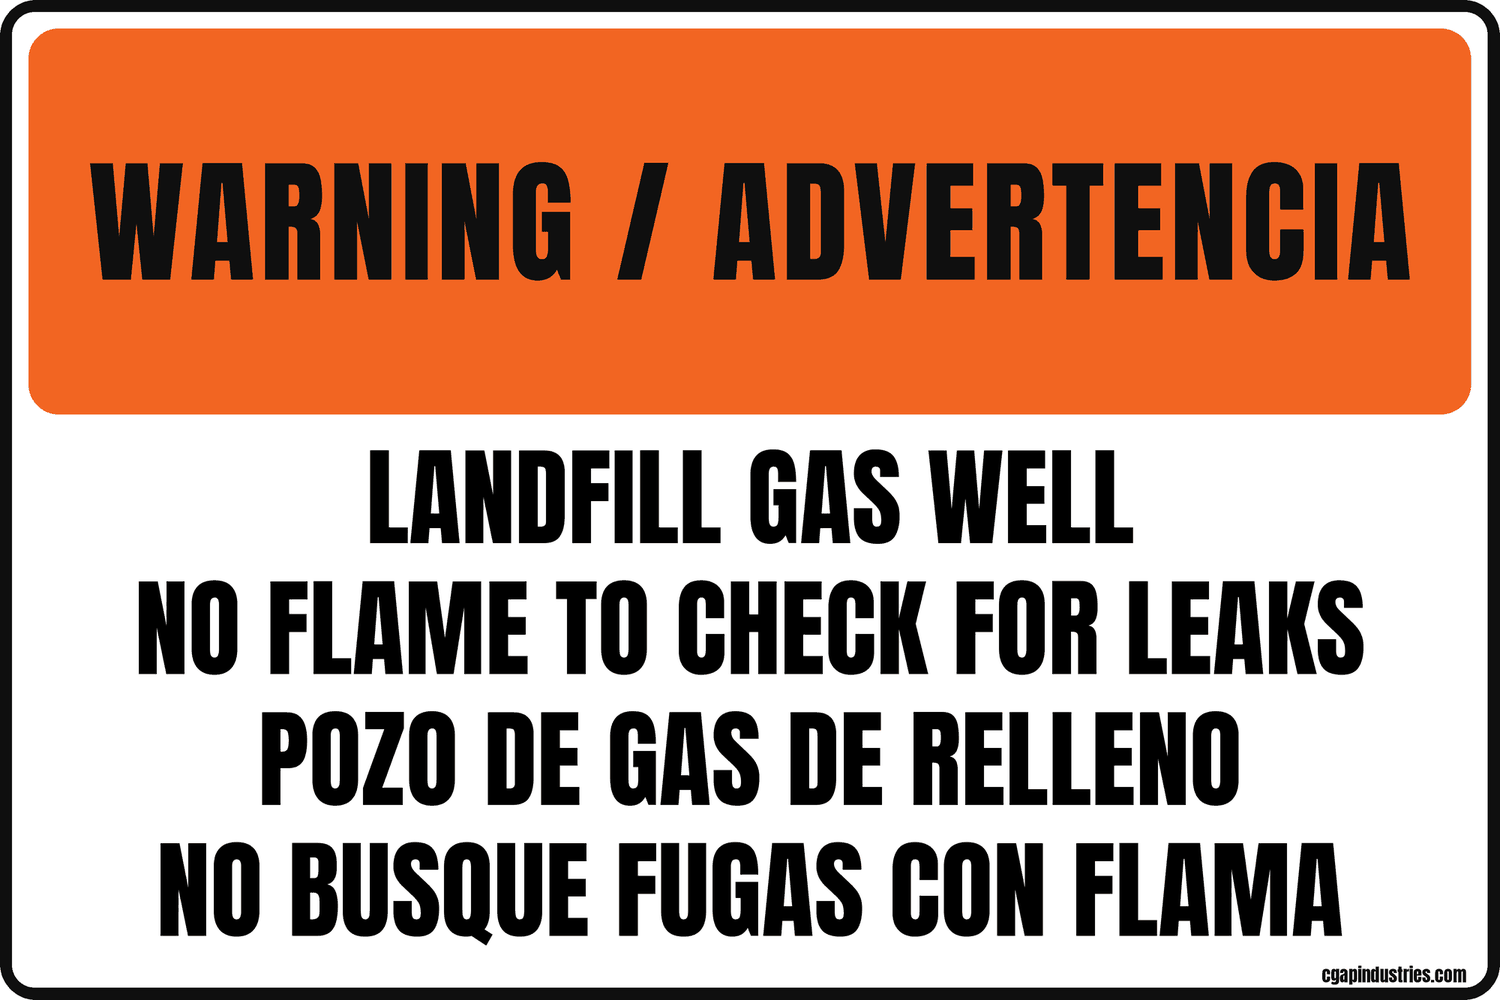 WARNING / ADVERTENCIA
LANDFILL GAS WELL
NO FLAME TO CHECK FOR LEAKS
POZO DE GAS DE RELLENO
NO BUSQUE FUGAS CON FLAMA
cgapindustries.com